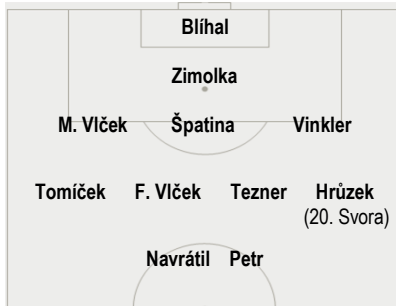 Blíhal
Zimolka
M. Vlček Špatina Vinkler
Tomíček F. Vlček Tezner Hrůzek
(20. Svora)
Navrátil Petr